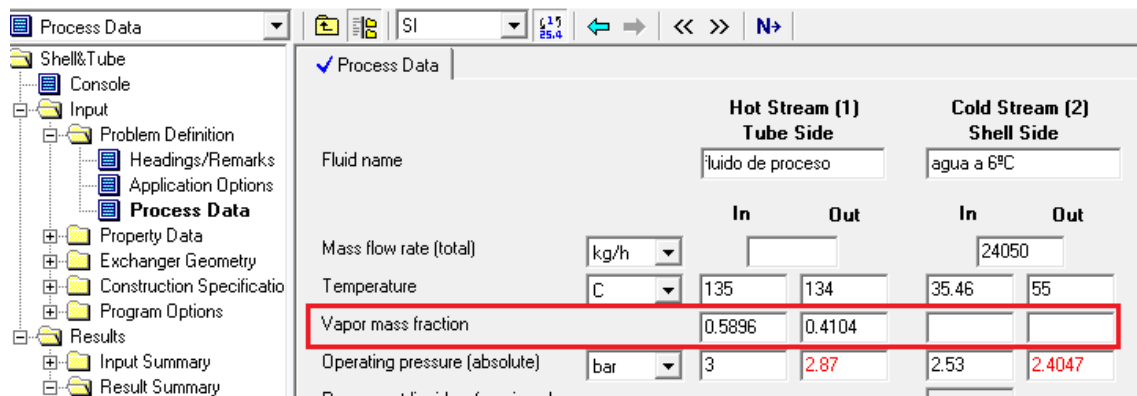 Process Data
SI
Shell&Tube
Console
Input
Problem Definition
Headings/Remarks
Application Options
Process Data
Property Data
Exchanger Geometry
Construction Specificatio
Program Options
Results
Input Summary
Result Summary
Process Data
Hot Stream (1) Cold Stream (2)
Tube Side Shell Side
Fluid name fluido de proceso agua a 6ºC
In Out In Out
Mass flow rate (total) kg/h 24050
Temperature C 135 134 35.46 55
Vapor mass fraction 0.5896 0.4104
Operating pressure (absolute) bar 3 2.87 2.53 2.4047